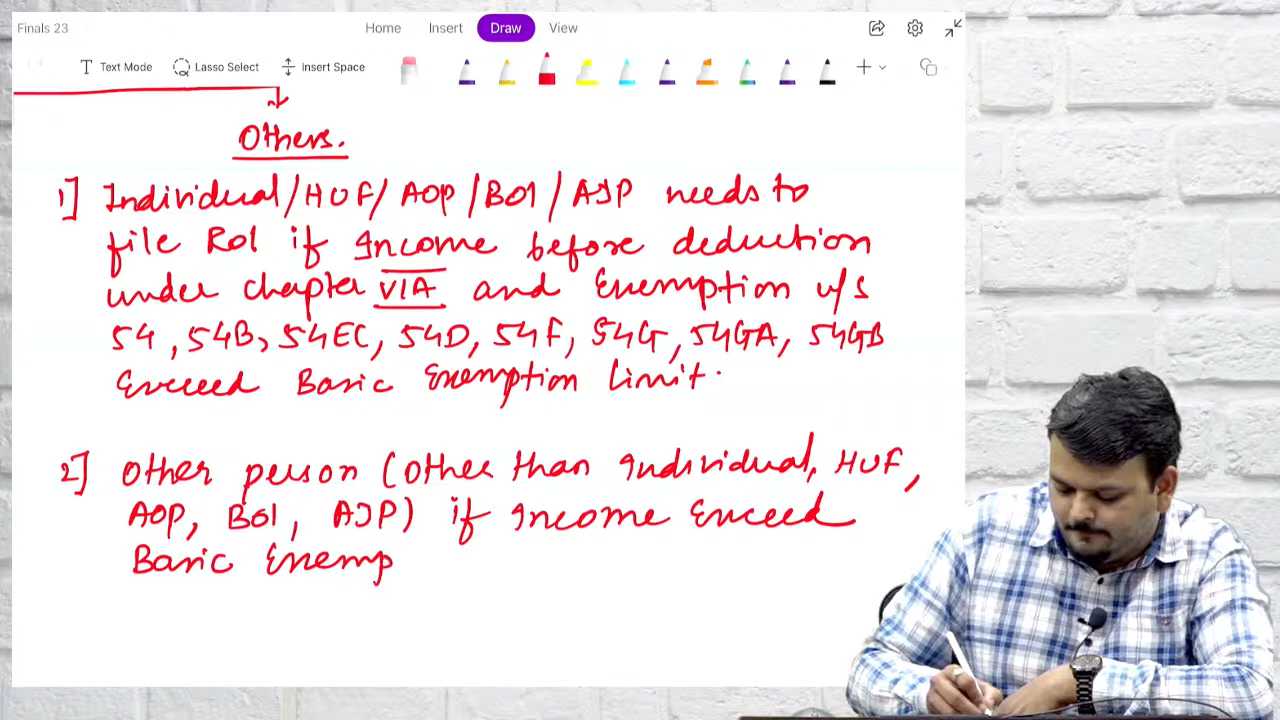 Finals 23
Home Insert Draw View
Text Mode Lasso Select Insert Space
Others.
1] Individual/HUF/AOP/BOI/AJP needs to
file ROI if Income before deduction
under chapter VIA and Exemption u/s
54, 54B, 54EC, 54D, 54F, 54G, 54GA, 54GB
Exceed Basic Exemption limit.
2] Other person (other than Individual, HUF,
AOP, BOI, AJP) if Income Exceed
Basic Exemp